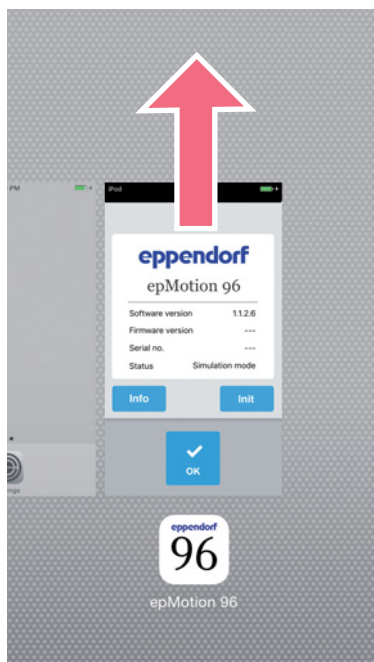 PM
iPod
eppendorf
epMotion 96
Software version 1.1.2.6
Firmware version ---
Serial no. ---
Status Simulation mode
Info Init
OK
ngs
eppendorf
96
epMotion 96